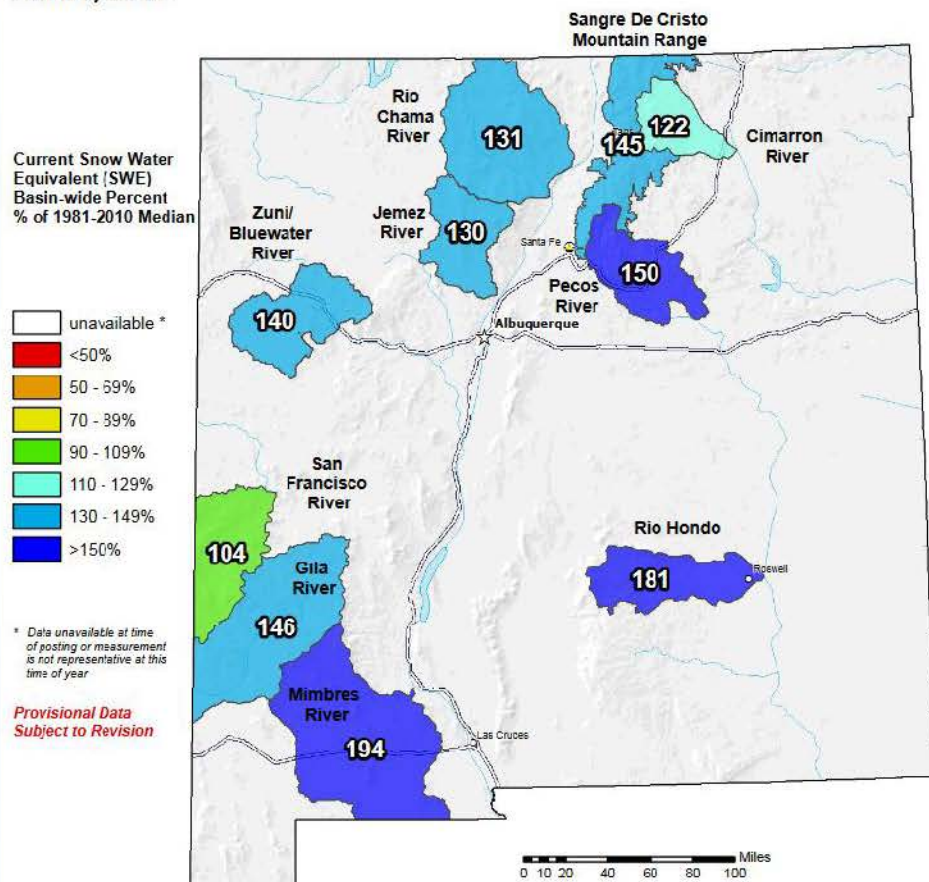 Sangre De Cristo
Mountain Range
Rio
Chama
River
131
122
145
Cimarron
River
Current Snow Water
Equivalent (SWE)
Basin-wide Percent
% of 1981-2010 Median
Zuni/
Bluewater
River
Jemez
River
130
Santa Fe
150
Pecos
River
140
Albuquerque
unavailable *
<50%
50 - 69%
70 - 89%
90 - 109%
110 - 129%
130 - 149%
>150%
San
Francisco
River
104
Gila
River
146
Rio Hondo
181
Roswell
* Data unavailable at time
of posting or measurement
is not representative at this
time of year
Provisional Data
Subject to Revision
Mimbres
River
194
Las Cruces
Miles
0 10 20 40 60 80 100